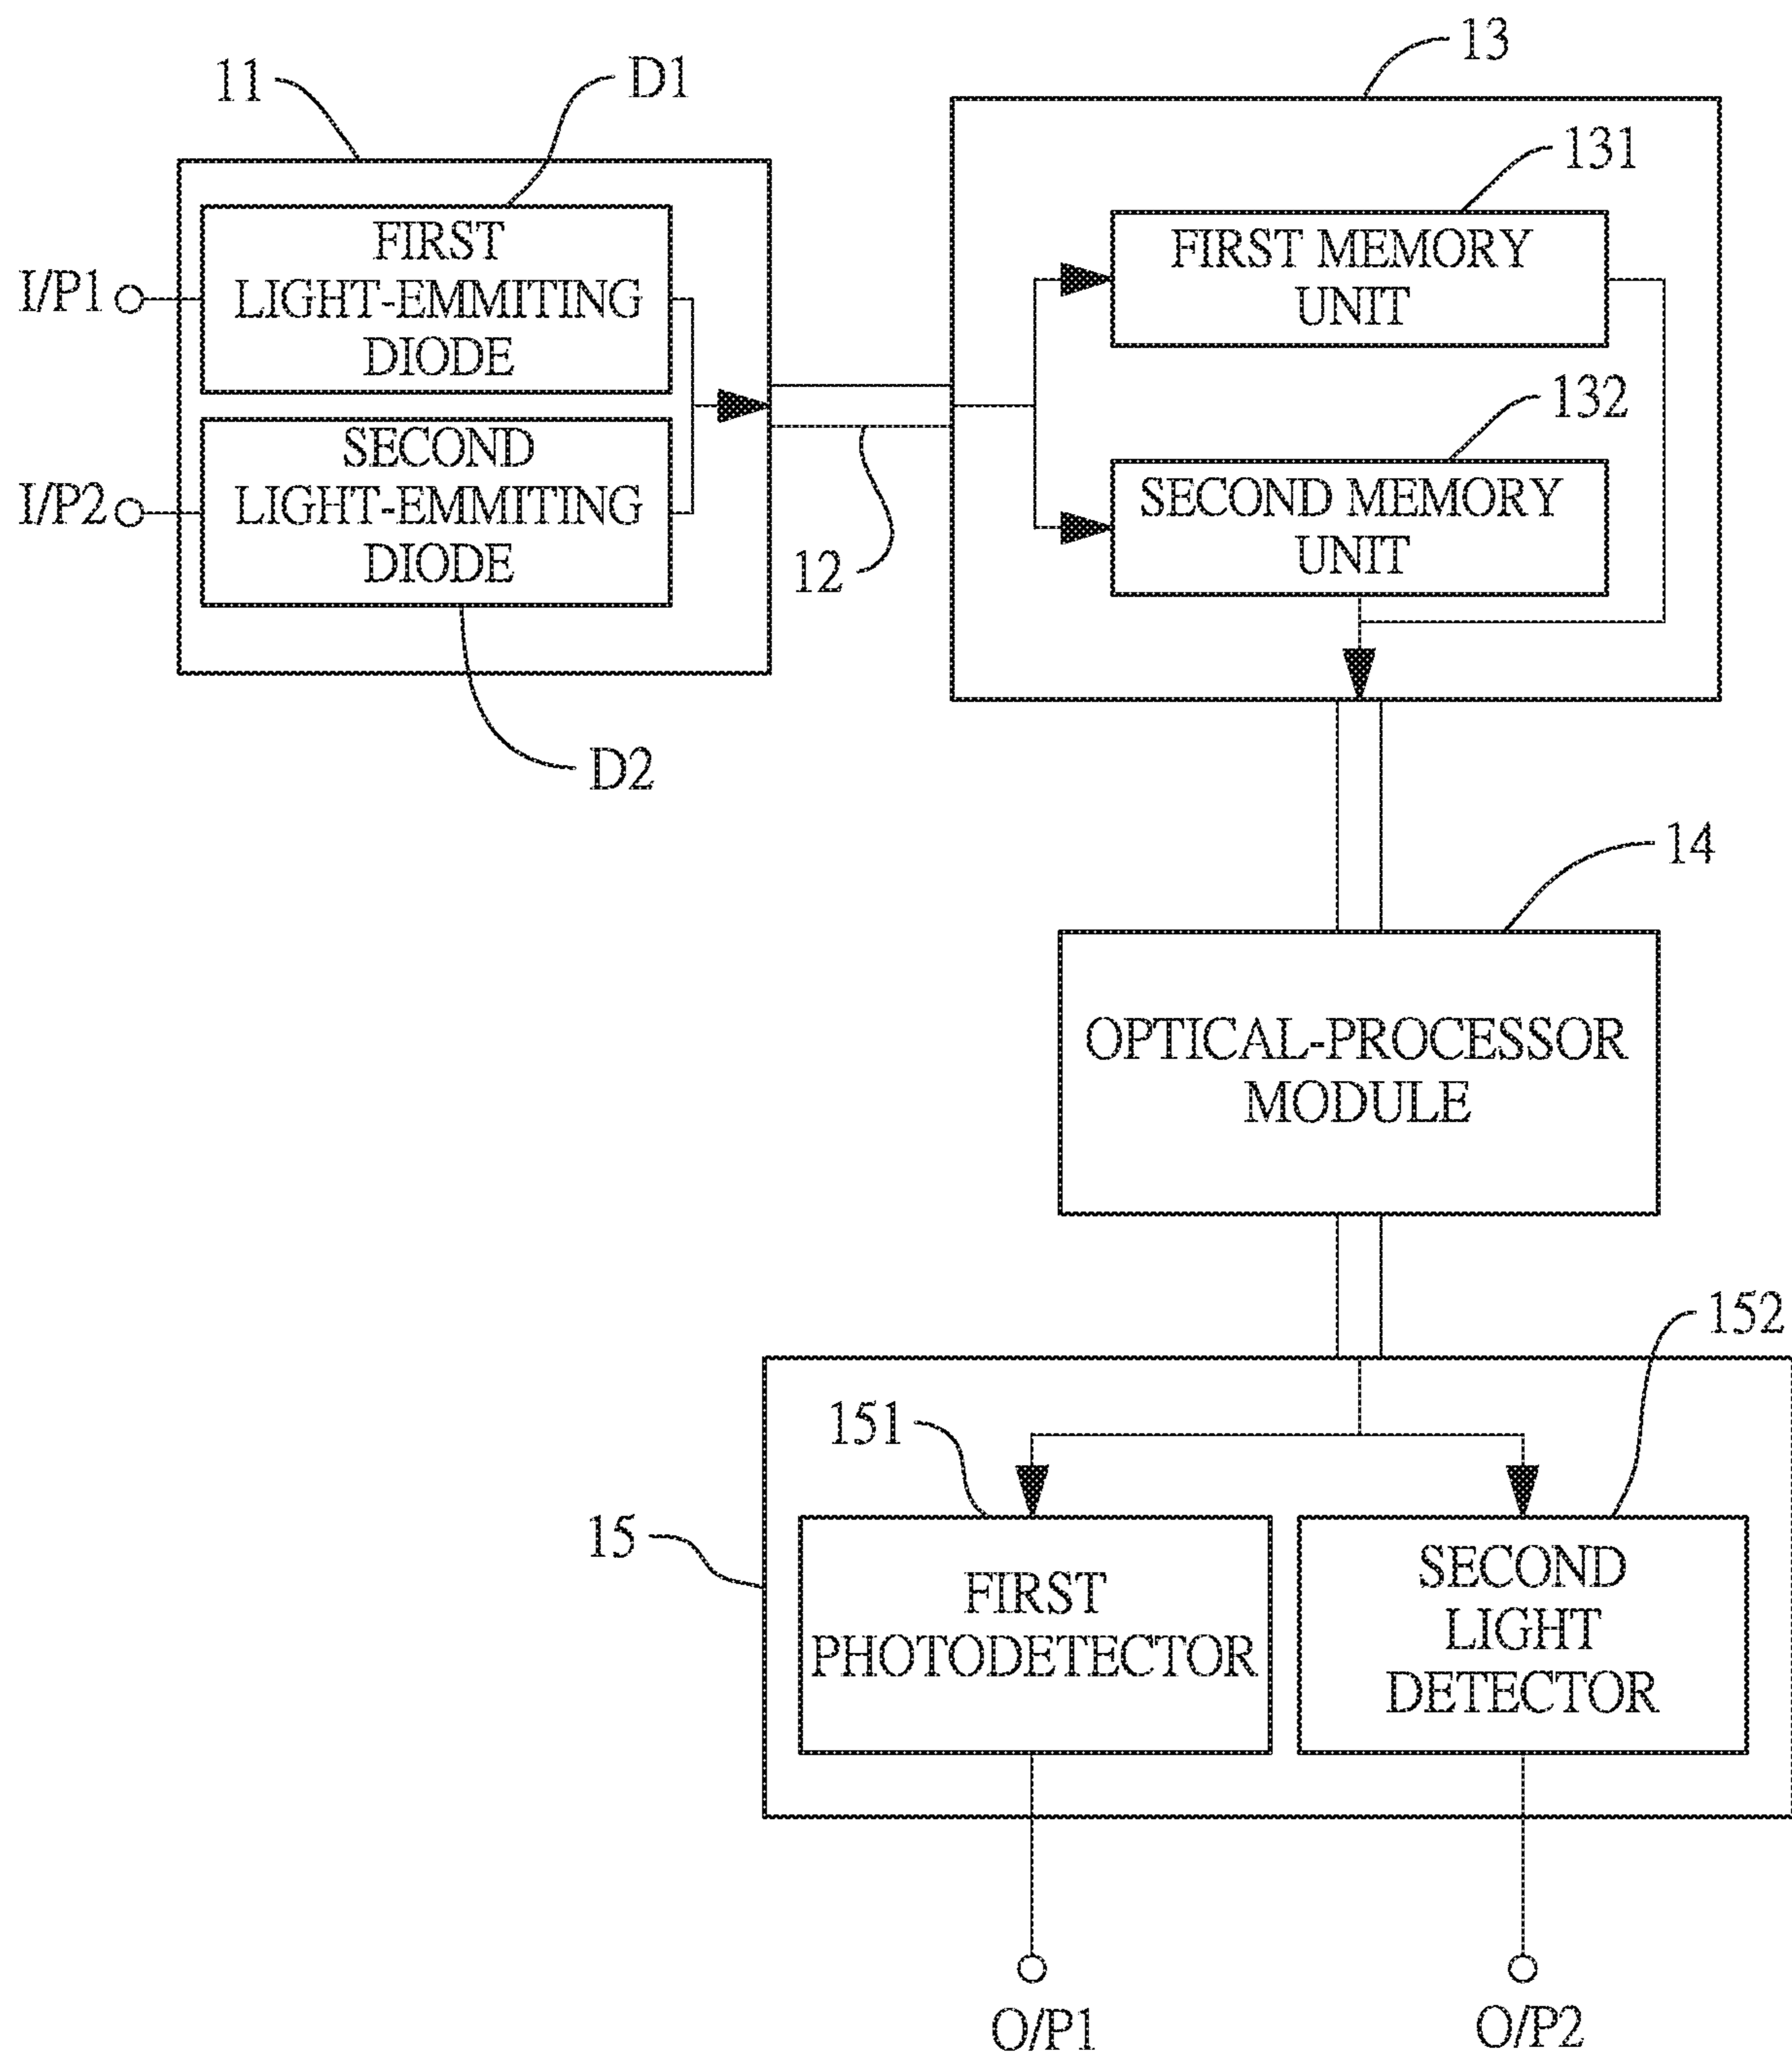 13
11
D1
131
FIRST
LIGHT-EMMITING
DIODE
I/P1
FIRST MEMORY
UNIT
132
SECOND
LIGHT-EMMITING
DIODE
I/P2
SECOND MEMORY
UNIT
12
D2
14
OPTICAL-PROCESSOR
MODULE
152
151
15
FIRST
PHOTODETECTOR
SECOND
LIGHT
DETECTOR
O/P1
O/P2